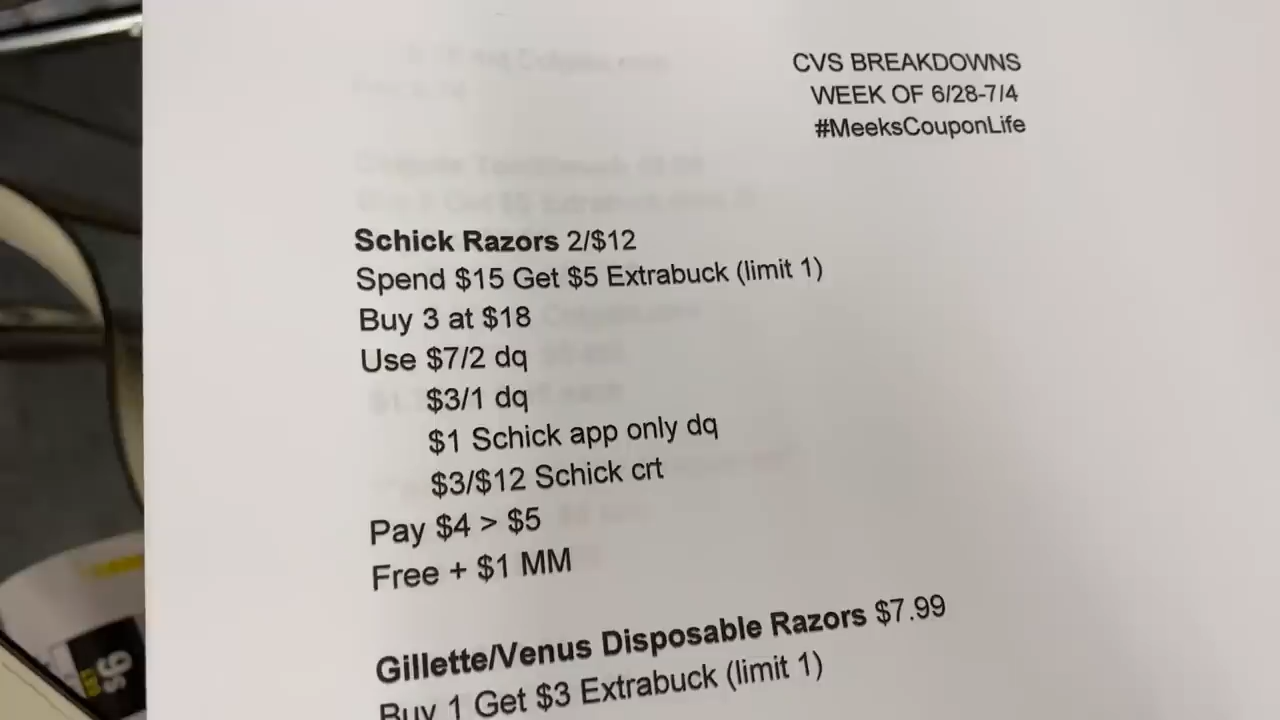 CVS BREAKDOWNS
WEEK OF 6/28-7/4
#MeeksCouponLife
Schick Razors 2/$12
Spend $15 Get $5 Extrabuck (limit 1)
Buy 3 at $18
Use $7/2 dq
$3/1 dq
$1 Schick app only dq
$3/$12 Schick crt
Pay $4 > $5
Free + $1 MM
Gillette/Venus Disposable Razors $7.99
Buy 1 Get $3 Extrabuck (limit 1)